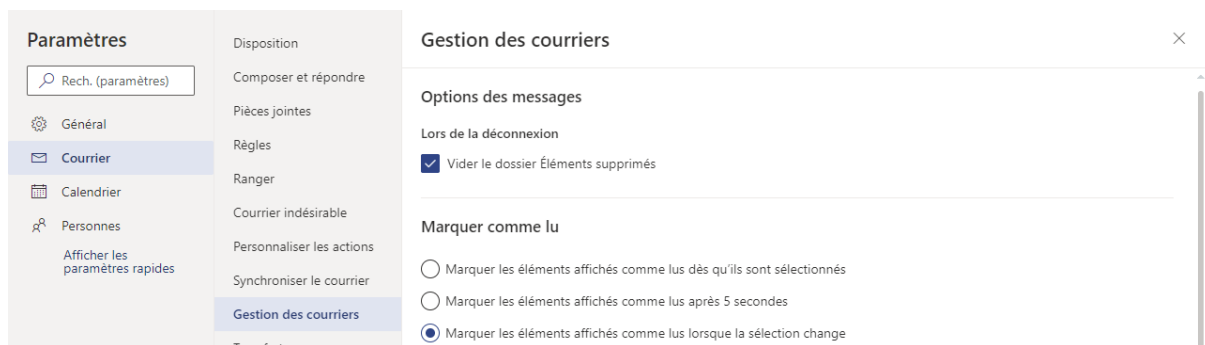 Paramètres
Rech. (paramètres)
Général
Courrier
Calendrier
Personnes
Afficher les
paramètres rapides
Disposition
Composer et répondre
Pièces jointes
Règles
Ranger
Courrier indésirable
Personnaliser les actions
Synchroniser le courrier
Gestion des courriers
Gestion des courriers
Options des messages
Lors de la déconnexion
Vider le dossier Éléments supprimés
Marquer comme lu
Marquer les éléments affichés comme lus dès qu'ils sont sélectionnés
Marquer les éléments affichés comme lus après 5 secondes
Marquer les éléments affichés comme lus lorsque la sélection change